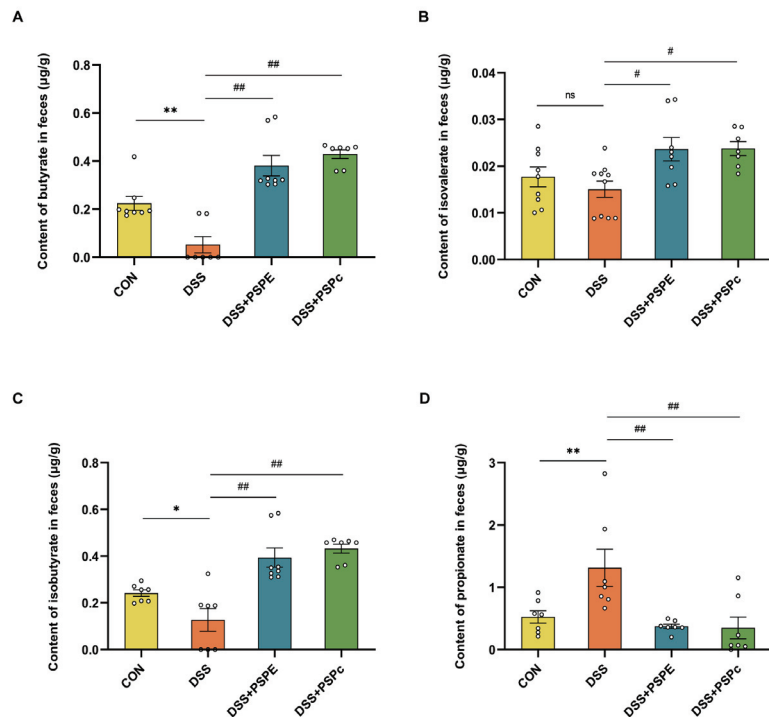 A
Content of butyrate in feces (μg/g)
0.8
0.6
0.4
0.2
0.0
##
##
**
CON
DSS
DSS+PSPE
DSS+PSPc
B
Content of isovalerate in feces (μg/g)
0.04
0.03
0.02
0.01
0.00
#
#
ns
CON
DSS
DSS+PSPE
DSS+PSPc
C
Content of isobutyrate in feces (μg/g)
0.8
0.6
0.4
0.2
0.0
##
##
*
CON
DSS
DSS+PSPE
DSS+PSPc
D
Content of propionate in feces (μg/g)
3
2
1
0
##
##
**
CON
DSS
DSS+PSPE
DSS+PSPc